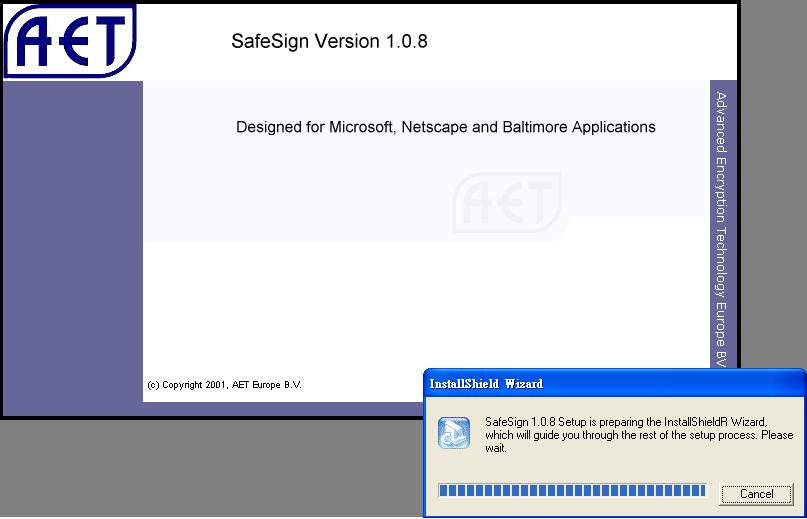 AET
SafeSign Version 1.0.8
Designed for Microsoft, Netscape and Baltimore Applications
AET
Advanced Encryption Technology Europe BV
(c) Copyright 2001, AET Europe B.V.
InstallShield Wizard
SafeSign 1.0.8 Setup is preparing the InstallShieldR Wizard,
which will guide you through the rest of the setup process. Please
wait.
Cancel